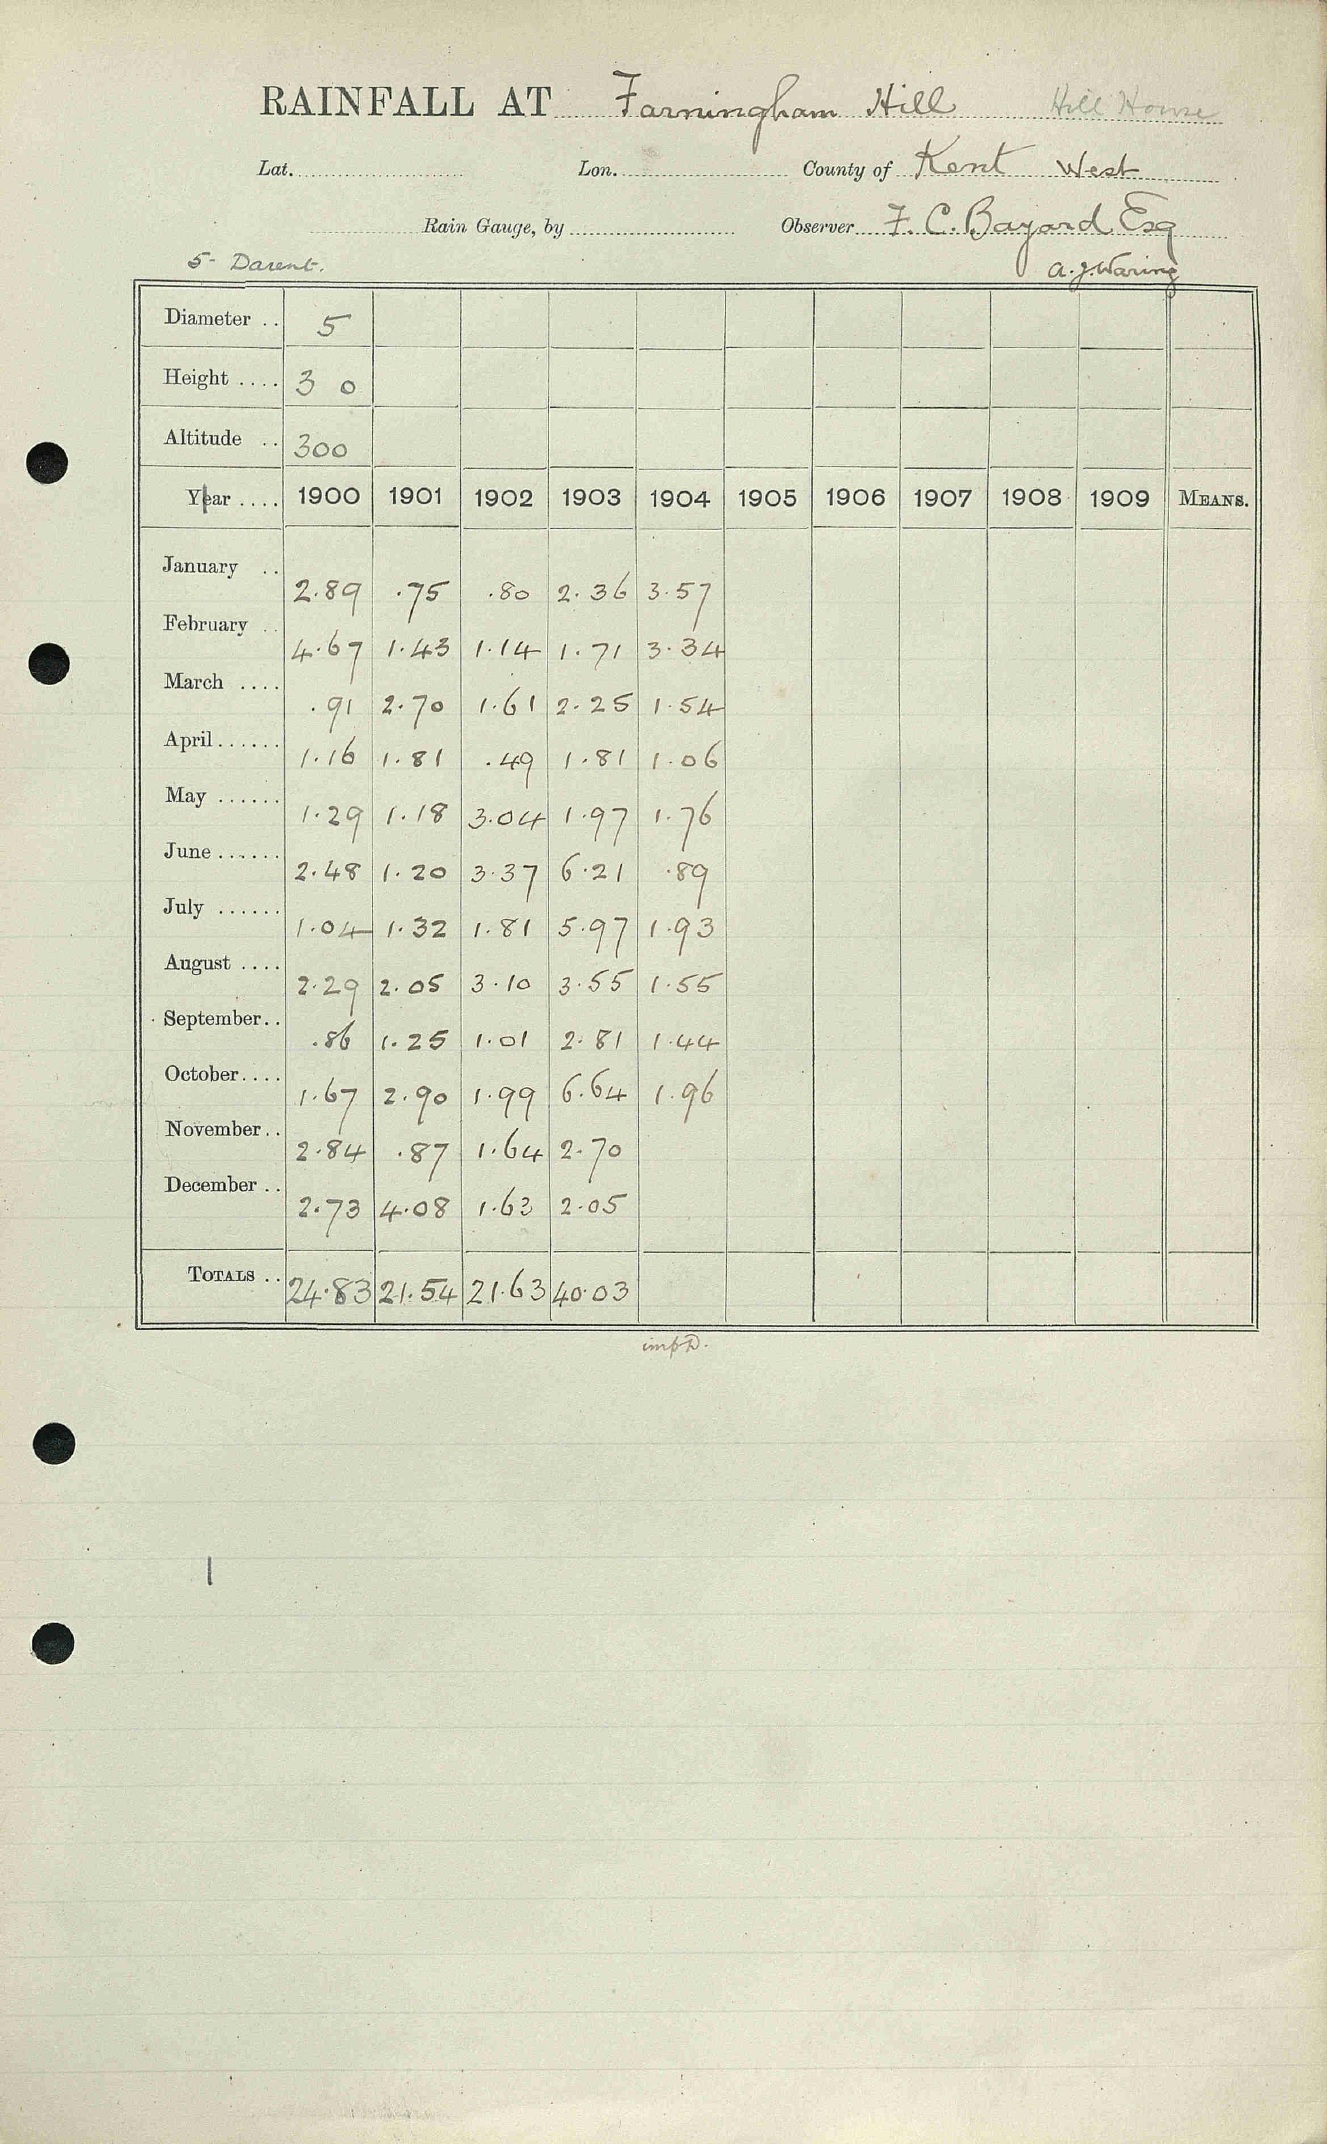 RAINFALL AT Farningham Hill Hill House
Lat. Lon. County of Kent West
Rain Gauge, by Observer F. C. Bayard Esq
5- Darent. A. J. Waring
Diameter .. 5
Height .... 3 0
Altitude .. 300
Year .... 1900 1901 1902 1903 1904 1905 1906 1907 1908 1909 MEANS.
January .. 2.89 .75 .80 2.36 3.57
February .. 4.67 1.43 1.14 1.71 3.34
March .... .91 2.70 1.61 2.25 1.54
April ...... 1.16 1.81 .49 1.81 1.06
May ...... 1.29 1.18 3.04 1.97 1.76
June ...... 2.48 1.20 3.37 6.21 .89
July ...... 1.04 1.32 1.81 5.97 1.93
August .... 2.29 2.05 3.10 3.55 1.55
September.. .86 1.25 1.01 2.81 1.44
October.... 1.67 2.90 1.99 6.64 1.96
November.. 2.84 .87 1.64 2.70
December .. 2.73 4.08 1.63 2.05
TOTALS .. 24.83 21.54 21.63 40.03